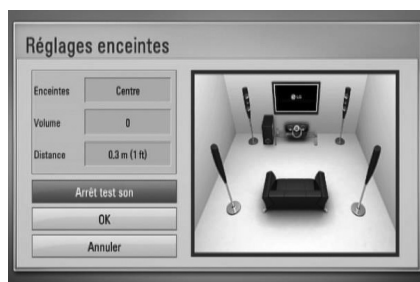 Réglages enceintes
Enceintes Centre
Volume 0
Distance 0,3 m (1 ft)
Arrêt test son
OK
Annuler